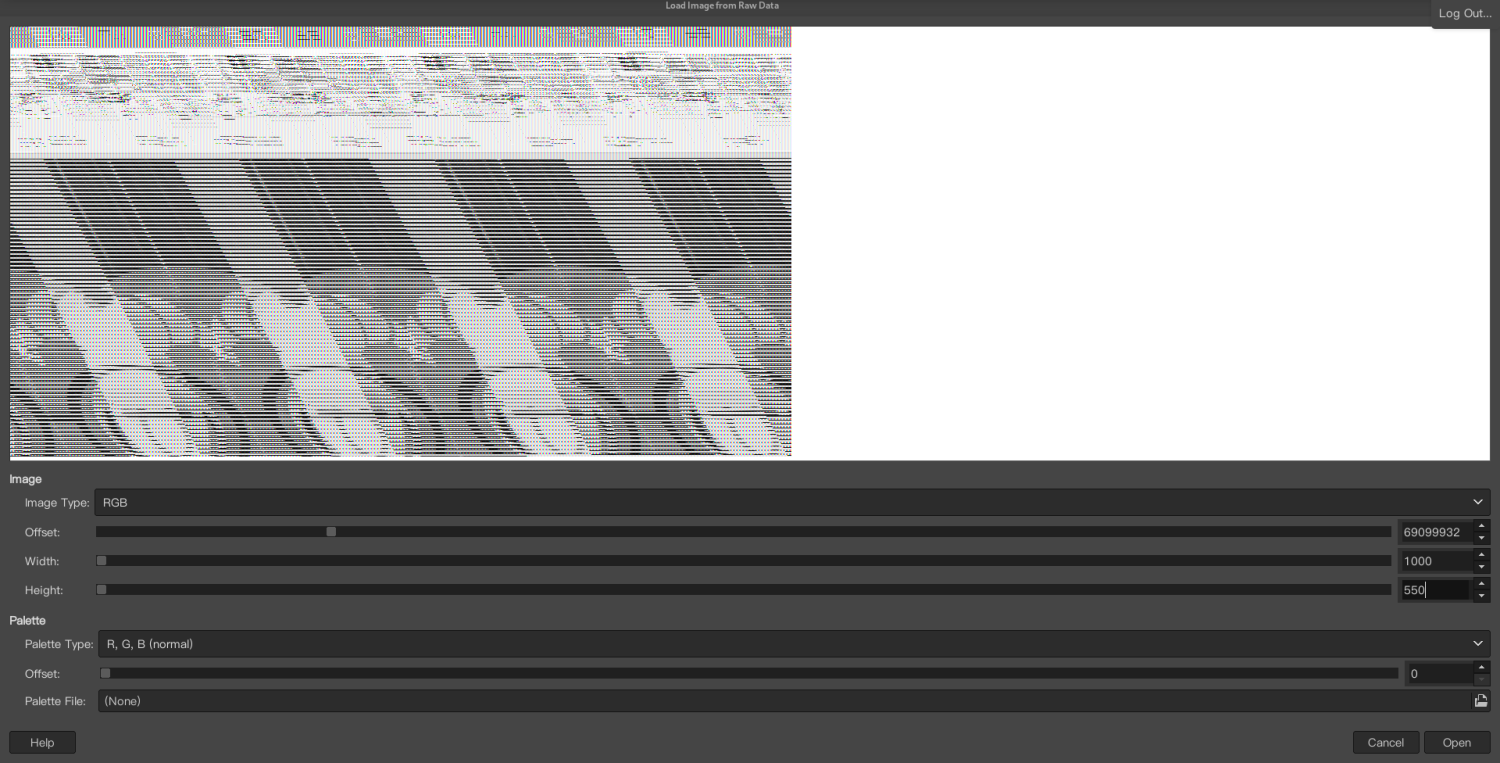 Load Image from Raw Data
Log Out...
Image
Image Type: RGB
Offset: 69099932
Width: 1000
Height: 550
Palette
Palette Type: R, G, B (normal)
Offset: 0
Palette File: (None)
Help Cancel Open